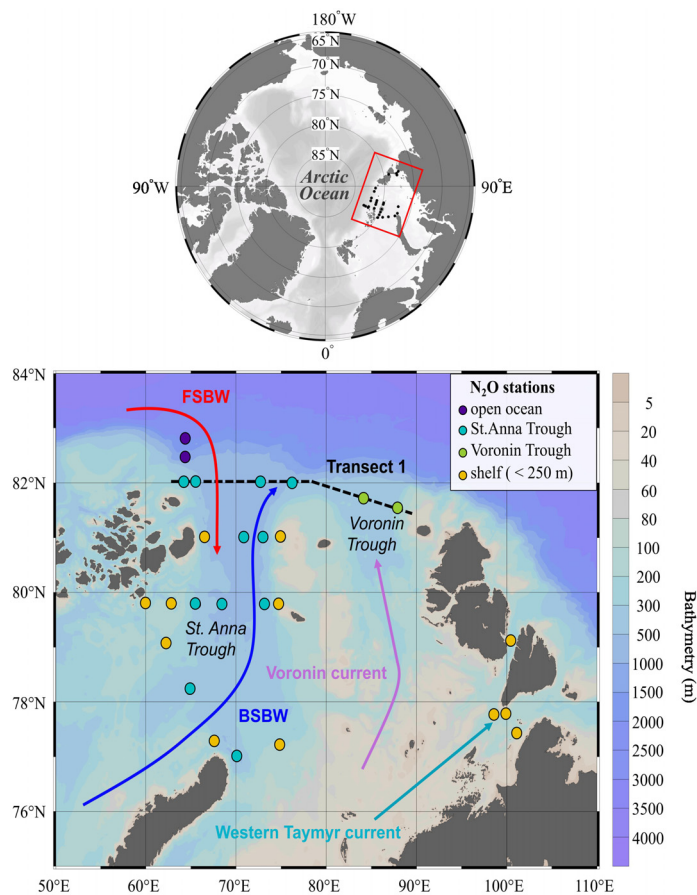 180°W
65°N
70°N
75°N
80°N
85°N
Arctic
Ocean
90°W
90°E
0°
84°N
82°N
80°N
78°N
76°N
FSBW
N₂O stations
open ocean
St.Anna Trough
Voronin Trough
shelf ( < 250 m)
Transect 1
Voronin
Trough
St. Anna
Trough
Voronin current
BSBW
Western Taymyr current
50°E
60°E
70°E
80°E
90°E
100°E
110°E
5
20
40
60
80
100
200
300
500
1000
1500
2000
2500
3000
3500
4000
Bathymetry (m)